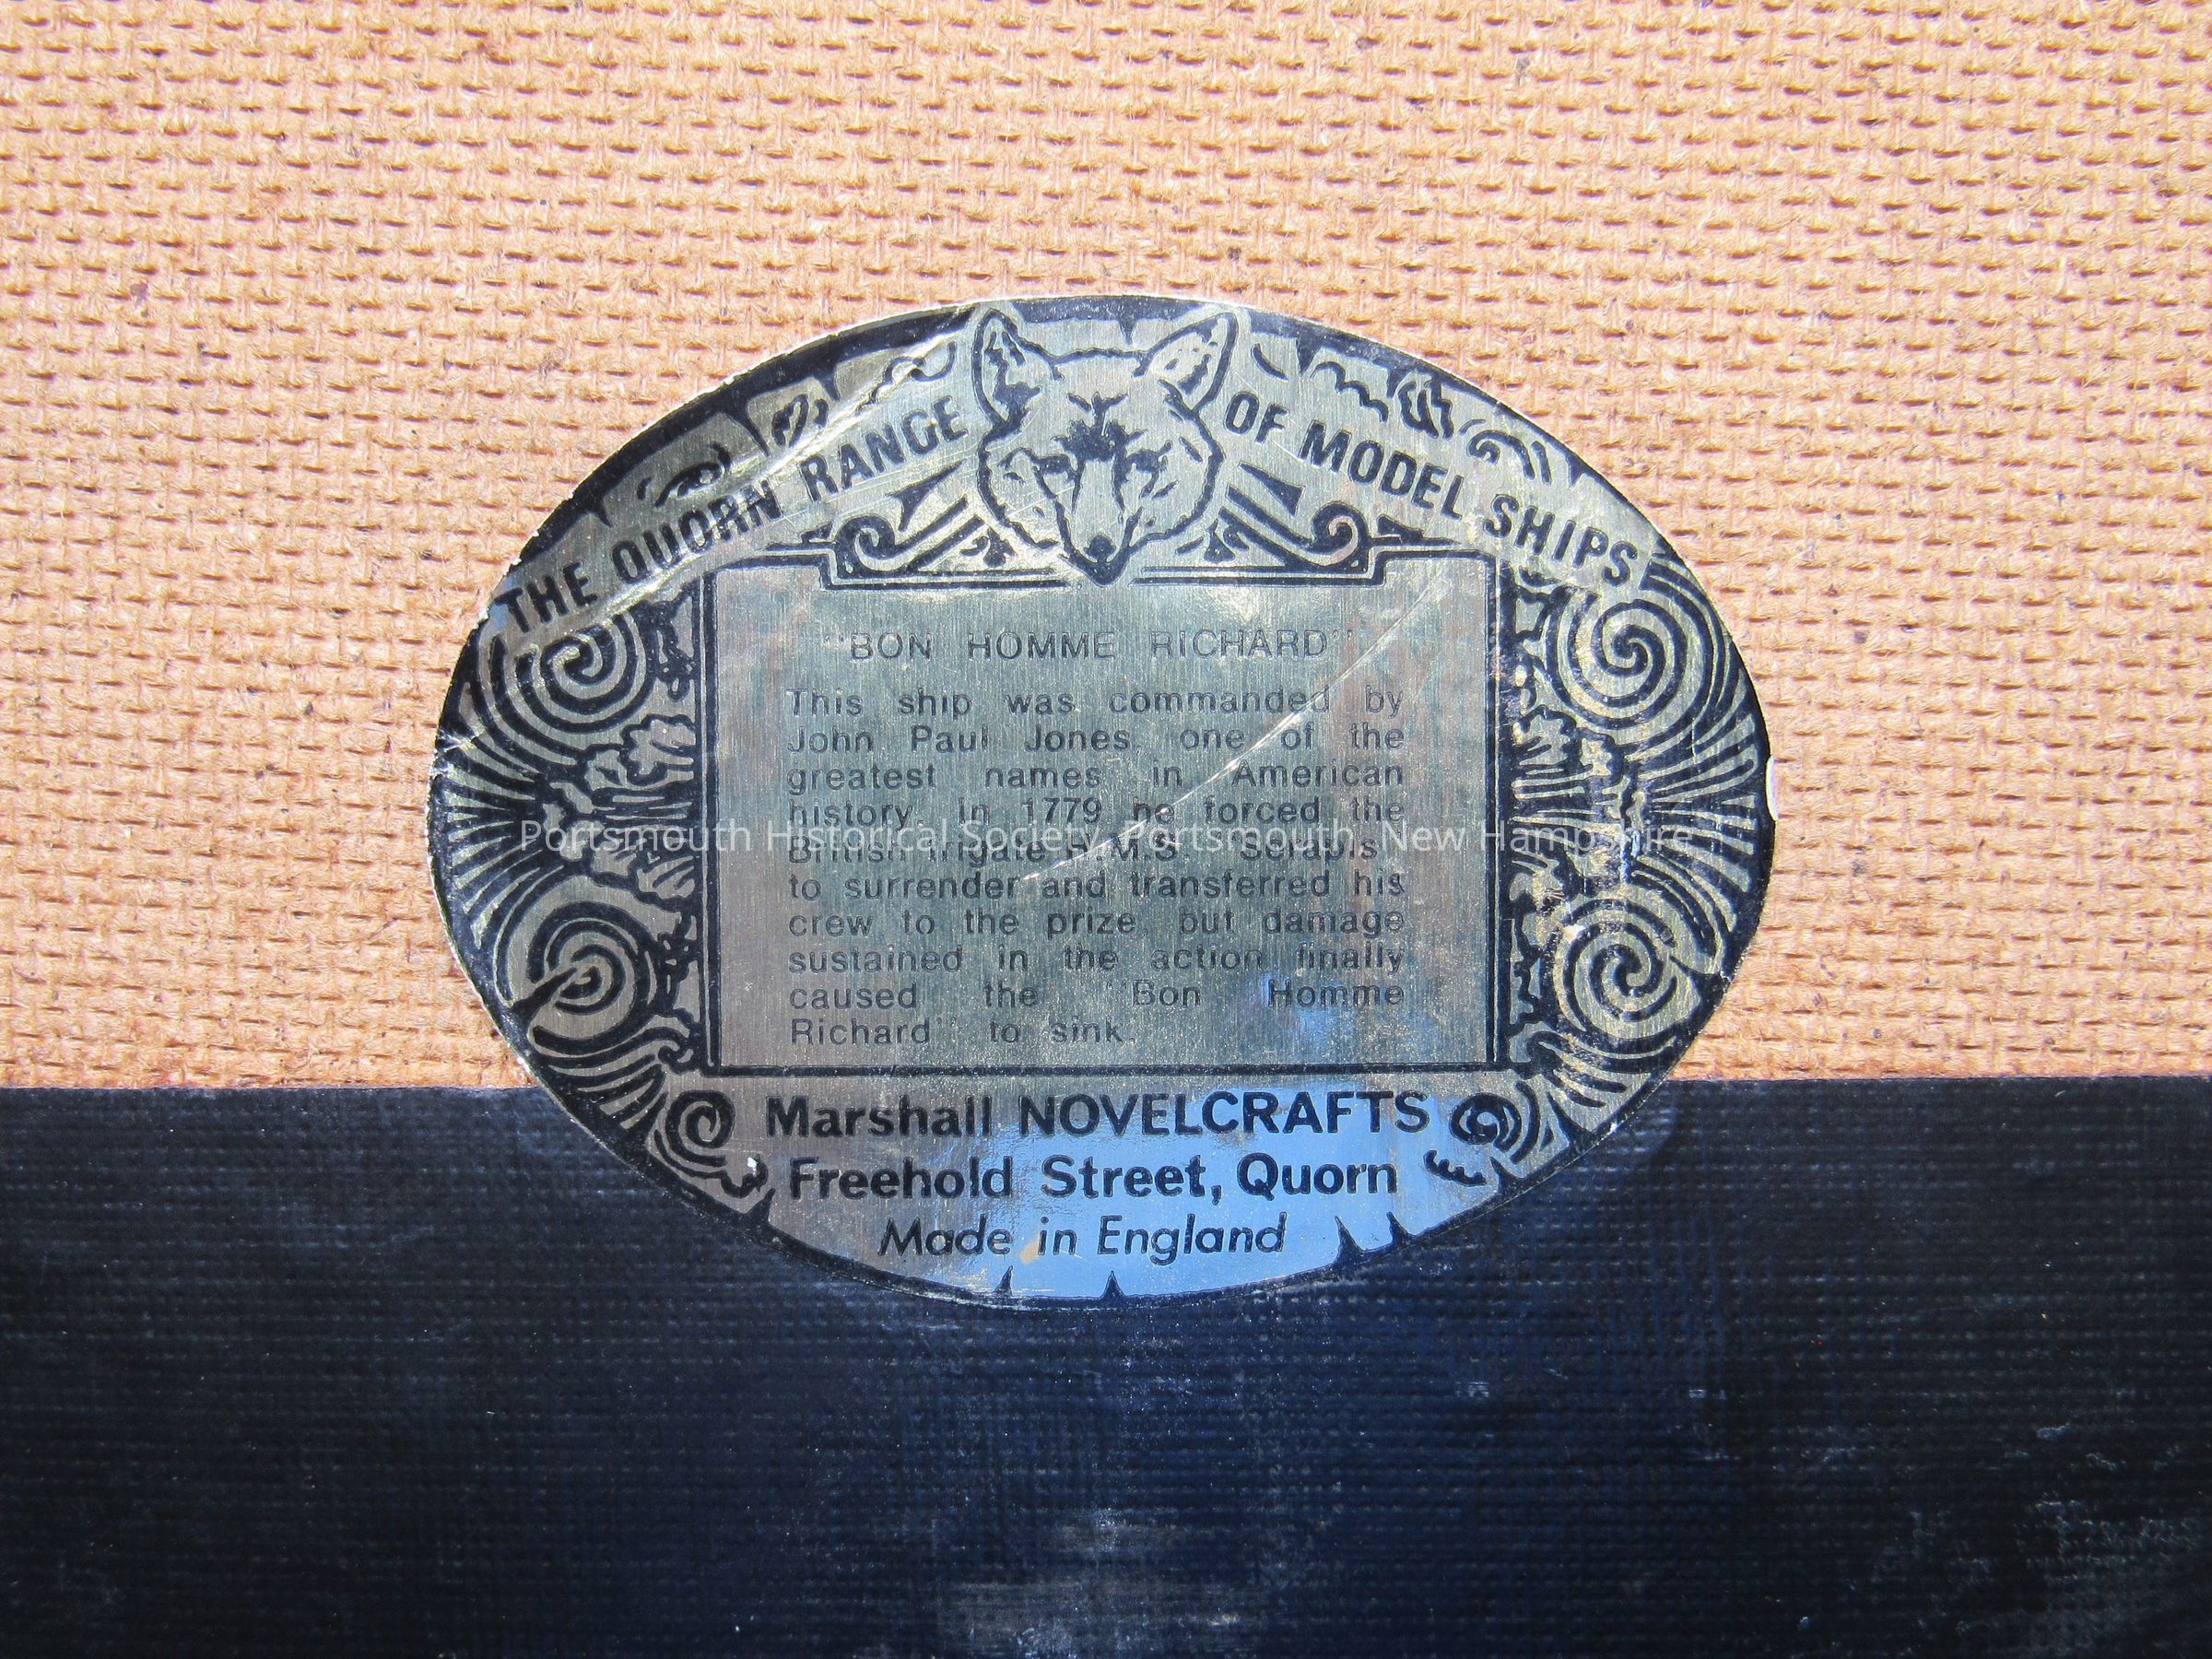 THE QUORN RANGE OF MODEL SHIPS
"BON HOMME RICHARD"
This ship was commanded by
John Paul Jones one of the
greatest names in American
history. In 1779 he forced the
British frigate H.M.S. "Serapis"
to surrender and transferred his
crew to the prize, but damage
sustained in the action finally
caused the "Bon Homme
Richard" to sink.
Marshall NOVELCRAFTS
Freehold Street, Quorn
Made in England
Portsmouth Historical Society, Portsmouth, New Hampshire